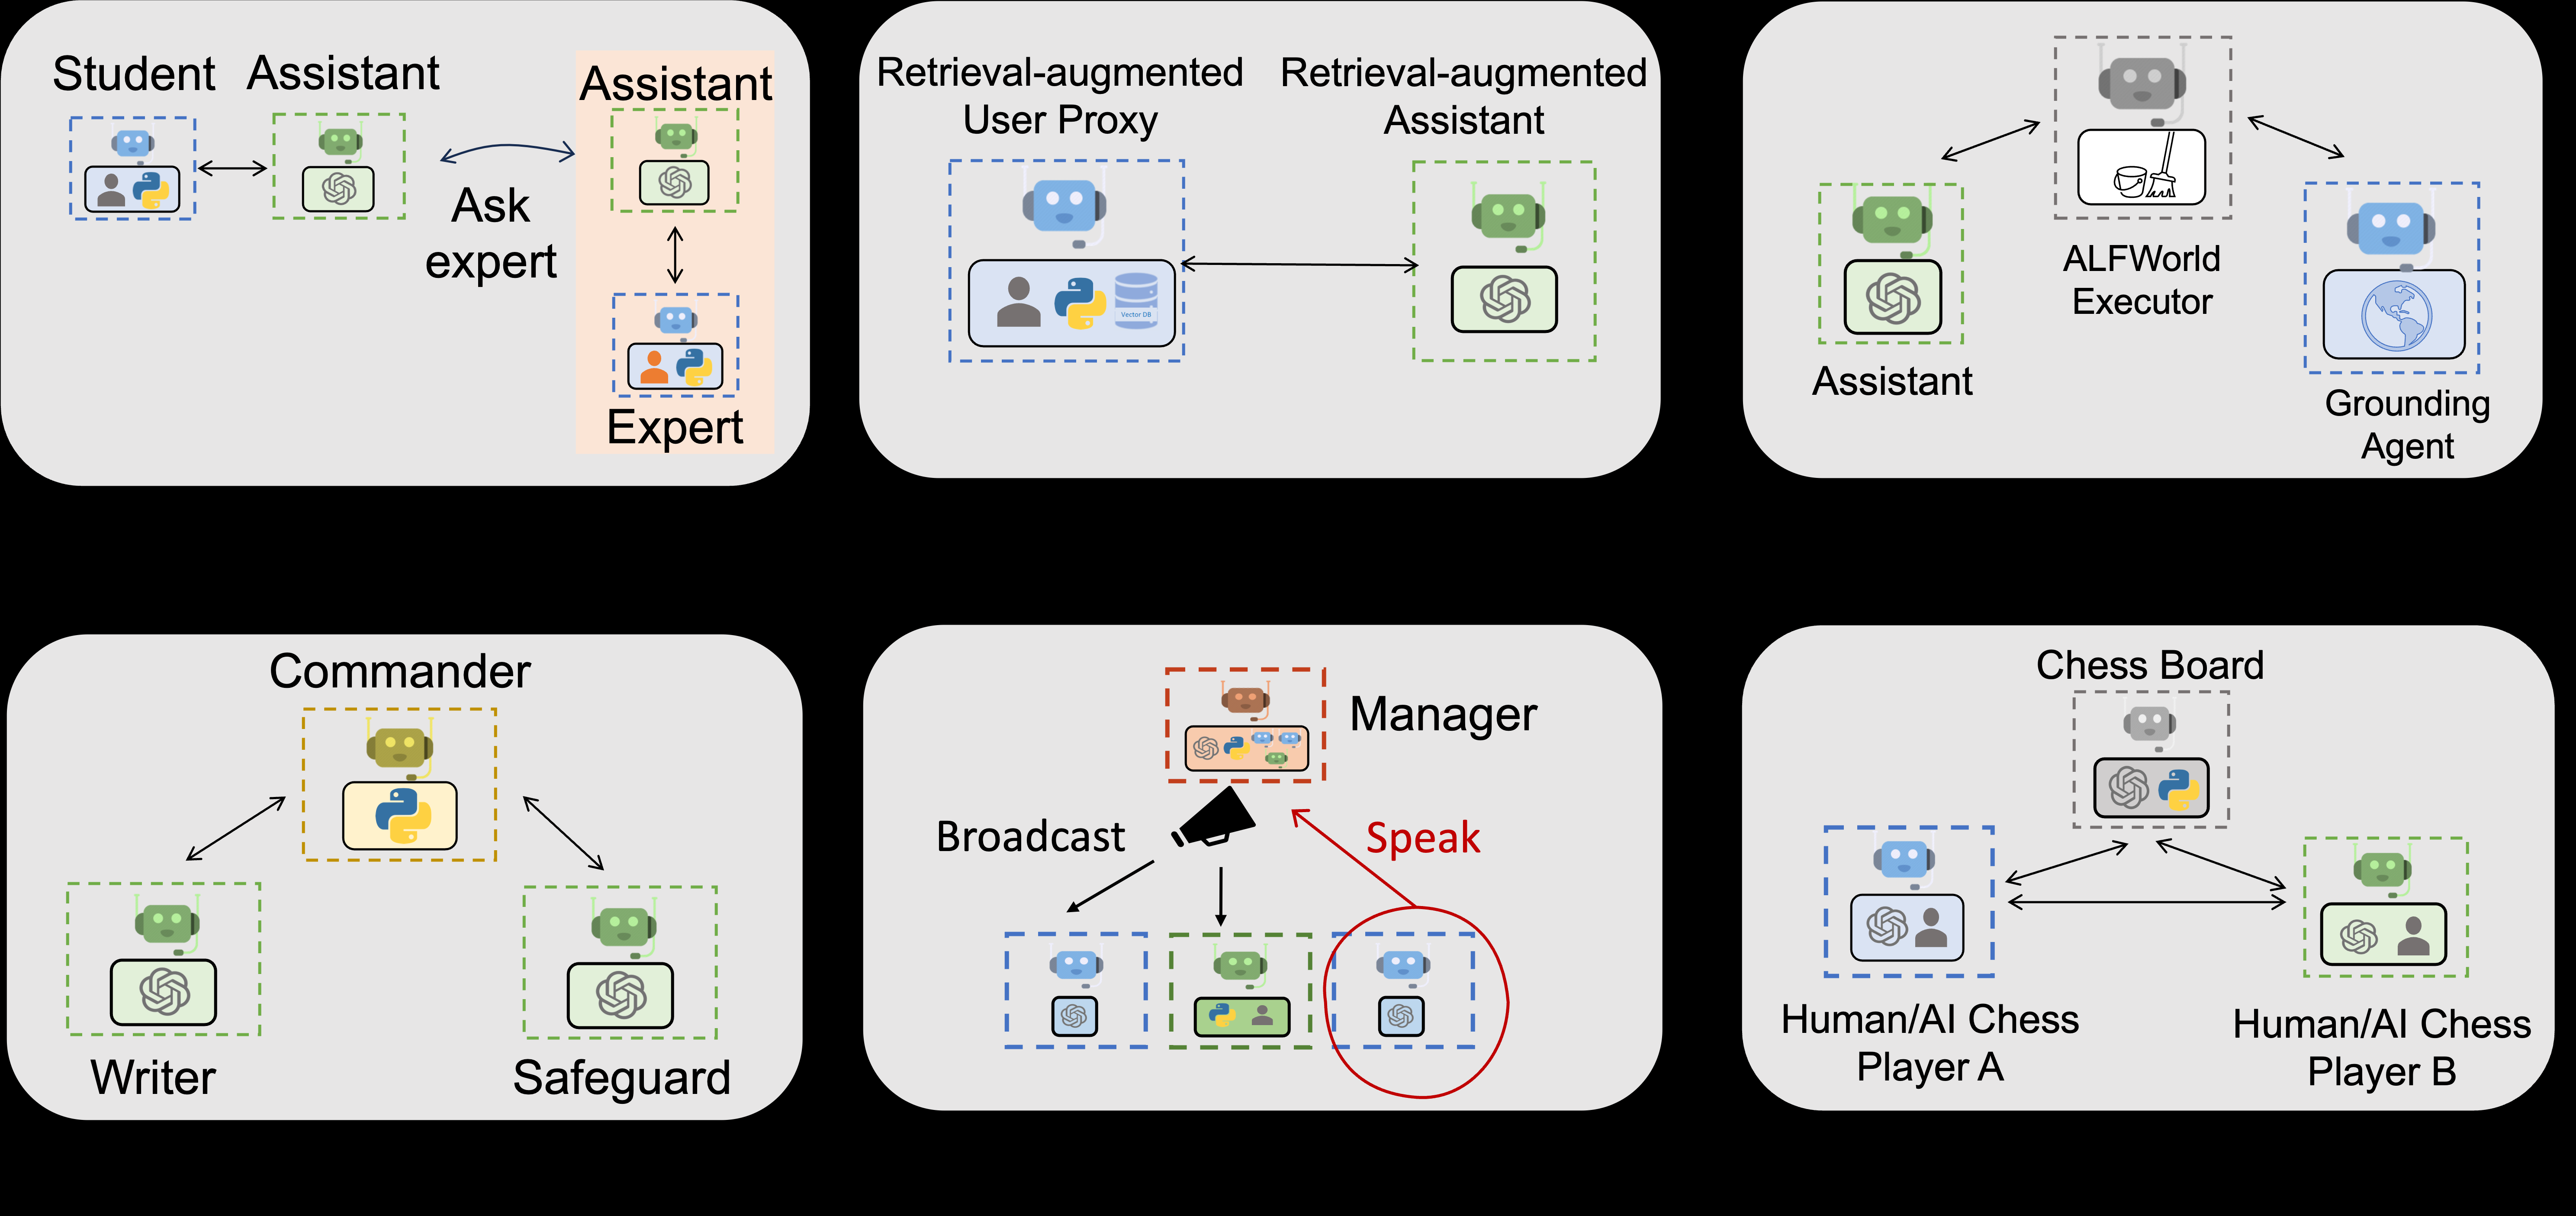 Student
Assistant
Assistant
Ask
expert
Expert
Retrieval-augmented
User Proxy
Retrieval-augmented
Assistant
Vector DB
ALFWorld
Executor
Assistant
Grounding
Agent
Commander
Writer
Safeguard
Manager
Broadcast
Speak
Chess Board
Human/AI Chess
Player A
Human/AI Chess
Player B